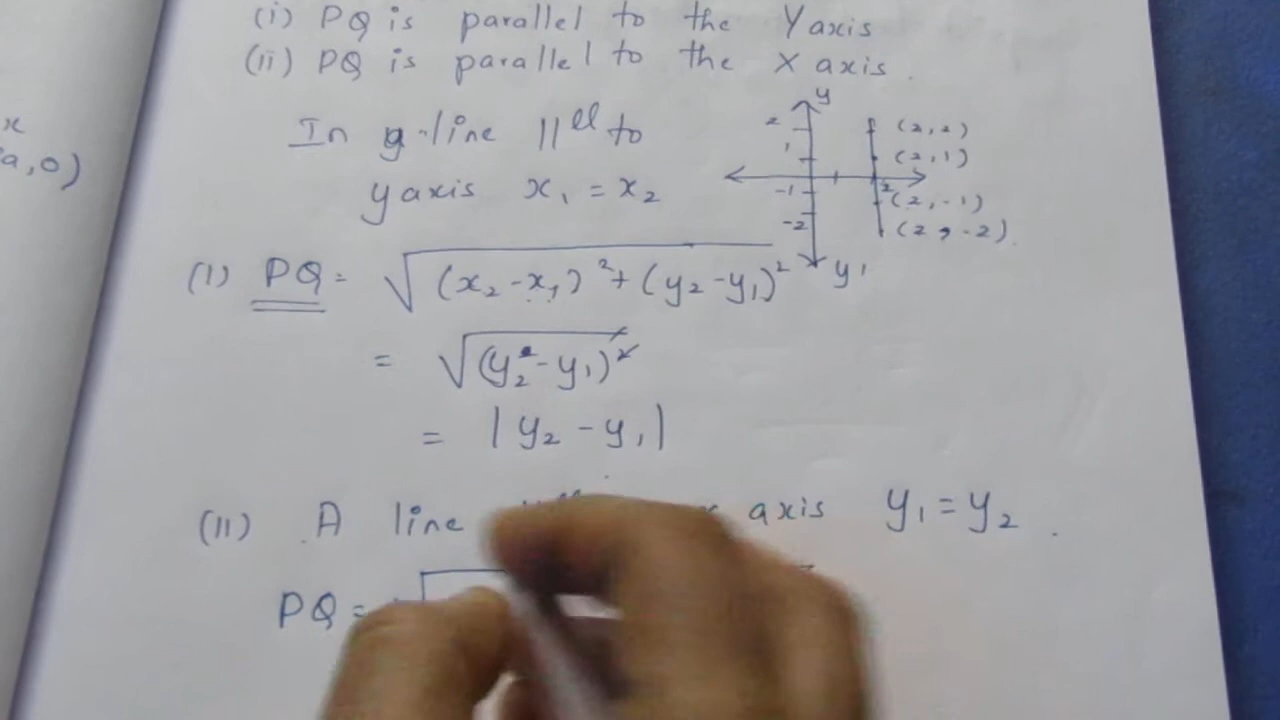 (i) PQ is parallel to the Y axis
(ii) PQ is parallel to the X axis.
x
a, 0)
In a line ||el to
y axis x₁ = x₂
y
2
1
-1
-2
2
(2, 2)
(2, 1)
(2, -1)
(2, -2).
y¹
(I) PQ = √(x₂ - x₁)² + (y₂ - y₁)²
= √(y₂ - y₁)²
= |y₂ - y₁|
(II) A line axis y₁ = y₂.
PQ =